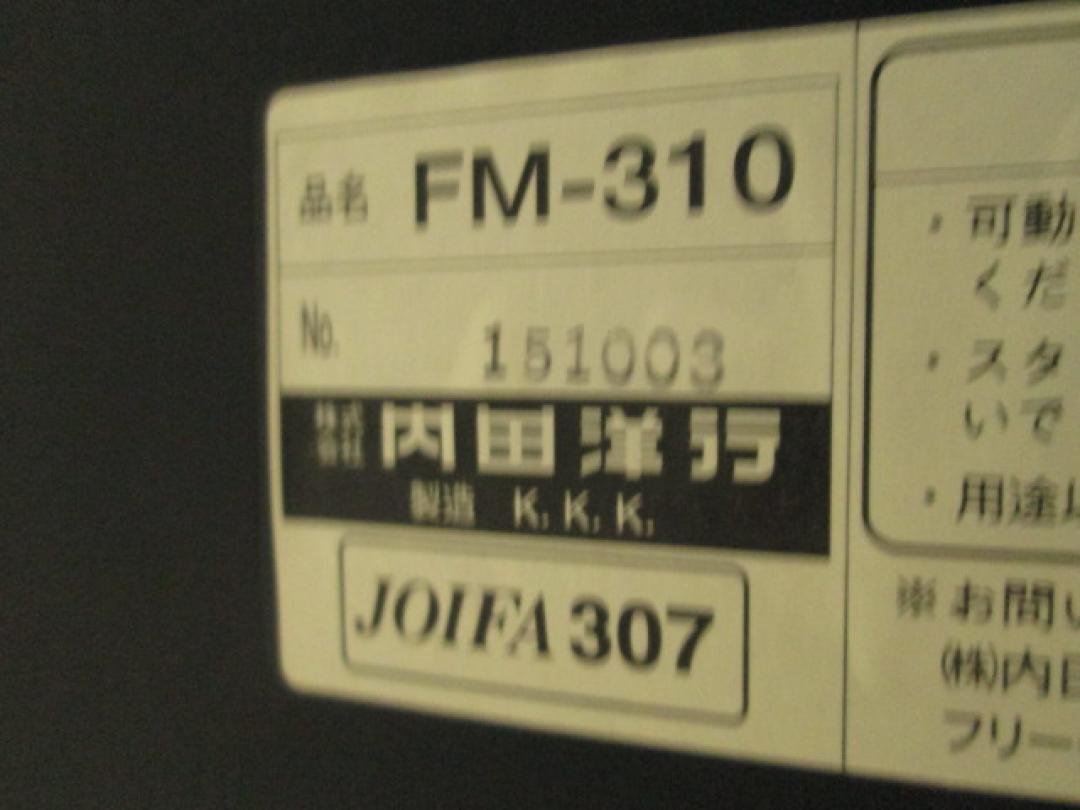 品名 FM-310
No. 151003
株式会社 内田洋行
製造 K.K.K.
JOIFA 307
・可動
くだ
・スタ
いで
・用途
※お問い
㈱内
フリー